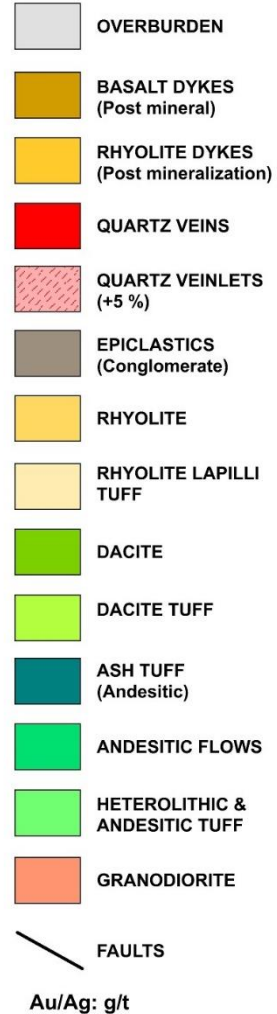 OVERBURDEN
BASALT DYKES
(Post mineral)
RHYOLITE DYKES
(Post mineralization)
QUARTZ VEINS
QUARTZ VEINLETS
(+5 %)
EPICLASTICS
(Conglomerate)
RHYOLITE
RHYOLITE LAPILLI
TUFF
DACITE
DACITE TUFF
ASH TUFF
(Andesitic)
ANDESITIC FLOWS
HETEROLITHIC &
ANDESITIC TUFF
GRANODIORITE
FAULTS
Au/Ag: g/t